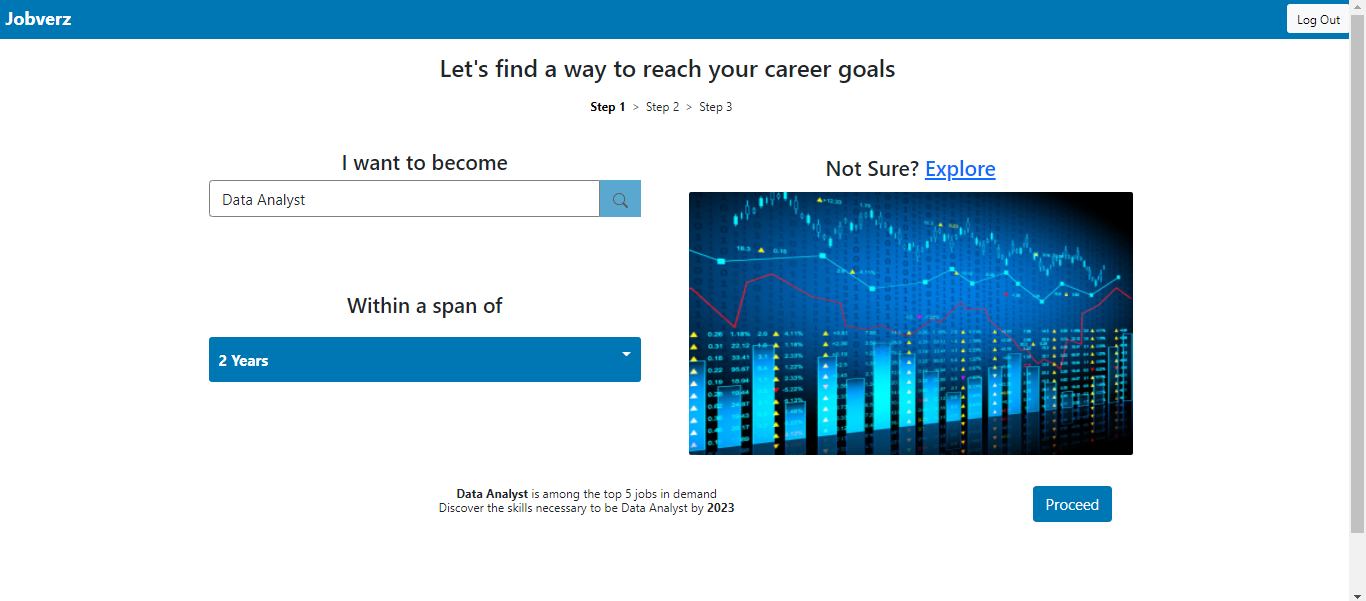 Jobverz
Log Out
Let's find a way to reach your career goals
Step 1 > Step 2 > Step 3
I want to become
Data Analyst
Within a span of
2 Years
Not Sure? Explore
Data Analyst is among the top 5 jobs in demand
Discover the skills necessary to be Data Analyst by 2023
Proceed